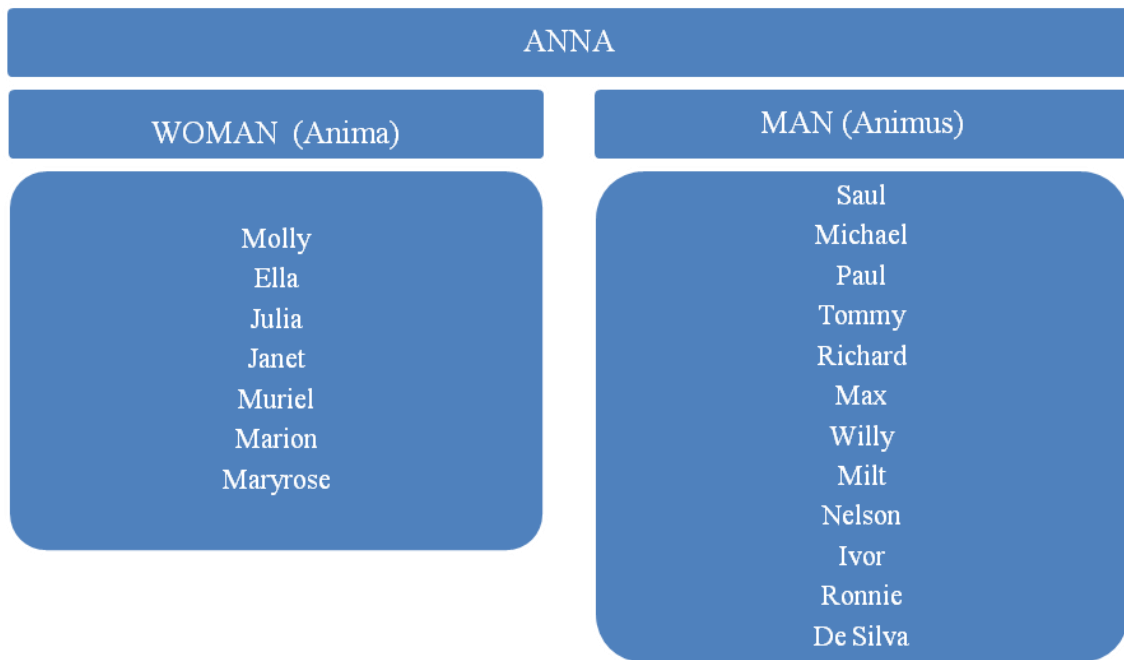 ANNA
WOMAN (Anima)
Molly
Ella
Julia
Janet
Muriel
Marion
Maryrose
MAN (Animus)
Saul
Michael
Paul
Tommy
Richard
Max
Willy
Milt
Nelson
Ivor
Ronnie
De Silva